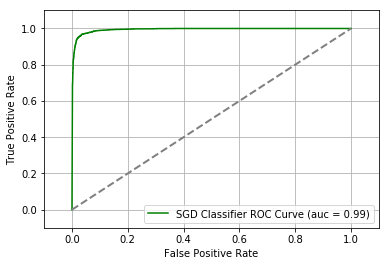 1.0
0.8
0.6
0.4
0.2
0.0
True Positive Rate
SGD Classifier ROC Curve (auc = 0.99)
0.0 0.2 0.4 0.6 0.8 1.0
False Positive Rate